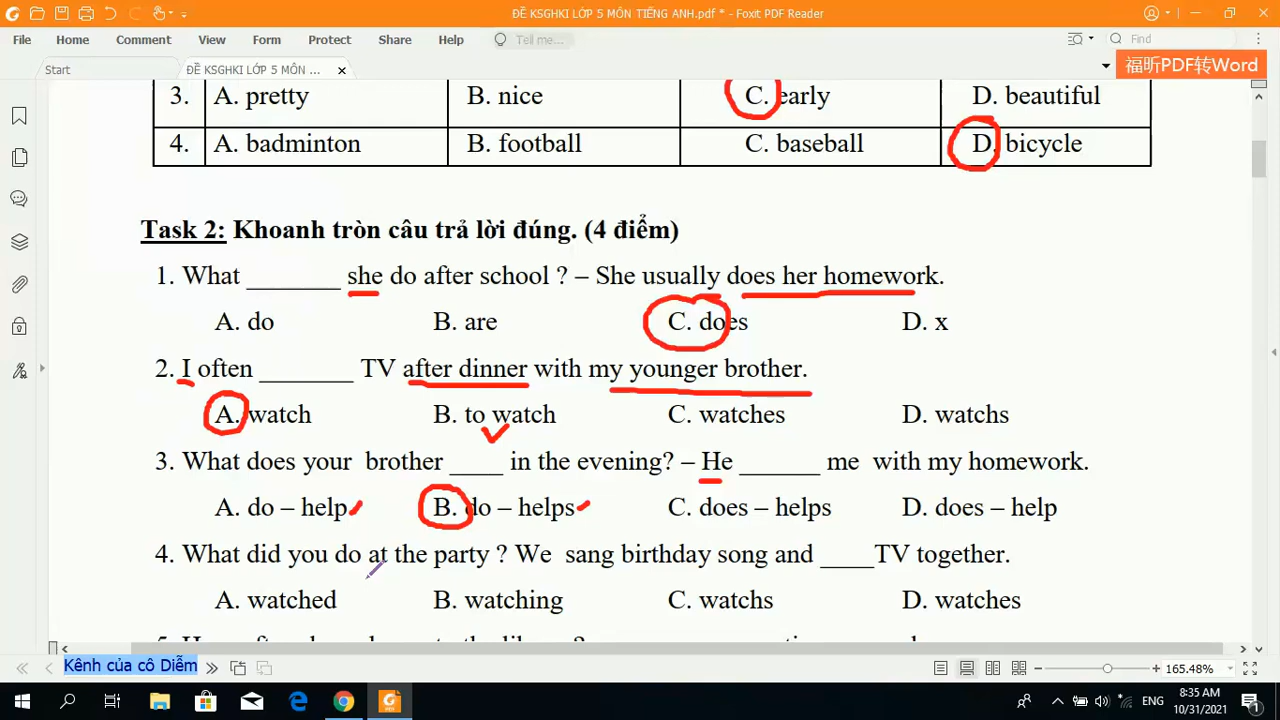 ĐỀ KSGHKI LỚP 5 MÔN TIẾNG ANH.pdf * - Foxit PDF Reader
File Home Comment View Form Protect Share Help Tell me... Find
Start ĐỀ KSGHKI LỚP 5 MÔN ... 福昕PDF转Word
3. A. pretty B. nice C. early D. beautiful
4. A. badminton B. football C. baseball D. bicycle
Task 2: Khoanh tròn câu trả lời đúng. (4 điểm)
1. What _______ she do after school ? – She usually does her homework.
A. do B. are C. does D. x
2. I often _______ TV after dinner with my younger brother.
A. watch B. to watch C. watches D. watchs
3. What does your brother ____ in the evening? – He ______ me with my homework.
A. do – help B. do – helps C. does – helps D. does – help
4. What did you do at the party ? We sang birthday song and ____TV together.
A. watched B. watching C. watchs D. watches
Kênh của cô Diễm 165.48%
ENG 8:35 AM
10/31/2021